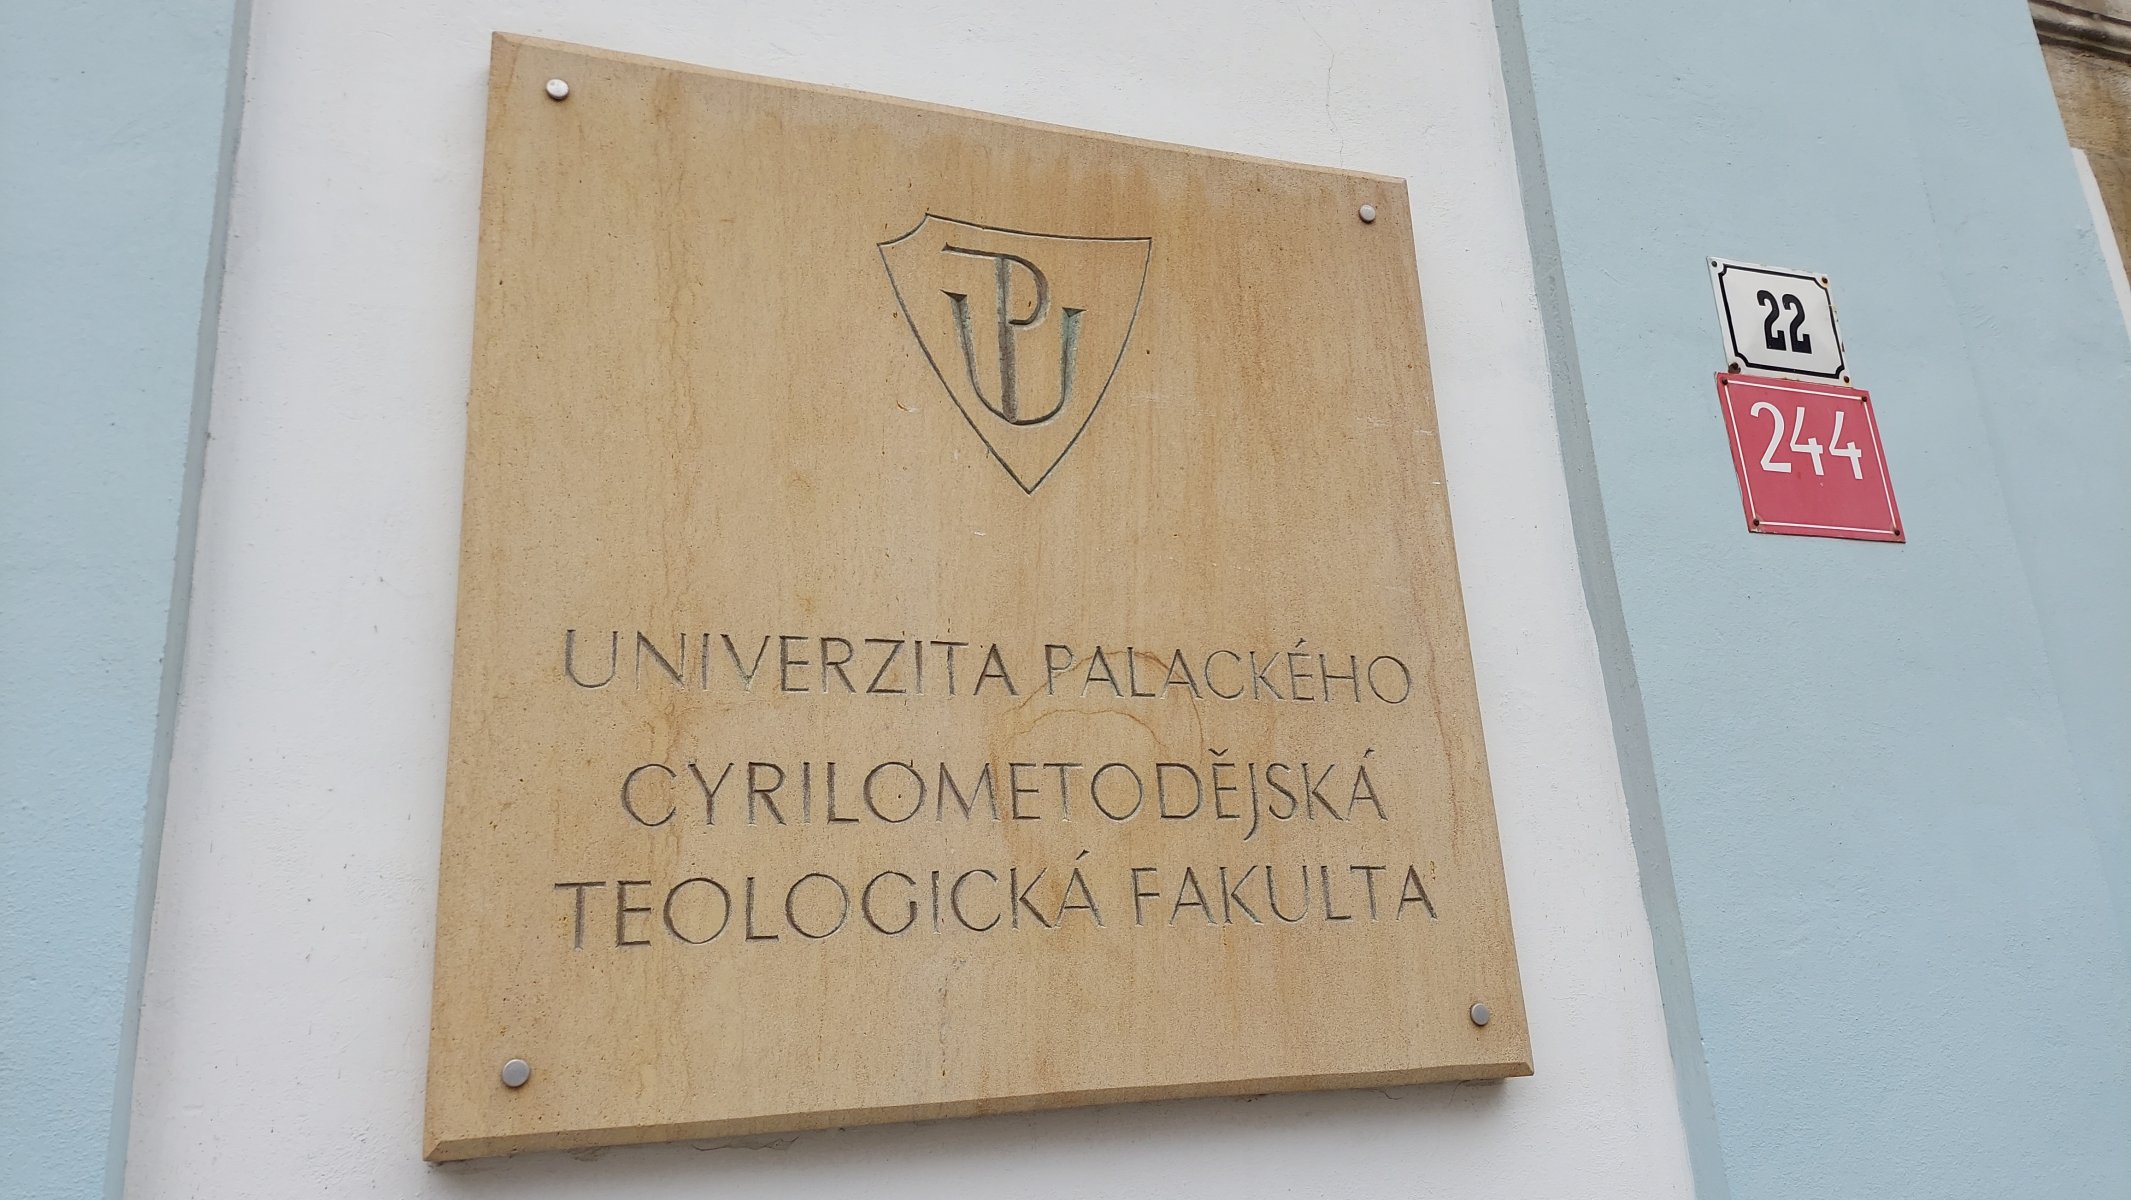 UP
UNIVERZITA PALACKÉHO
CYRILOMETODĚJSKÁ
TEOLOGICKÁ FAKULTA
22
244